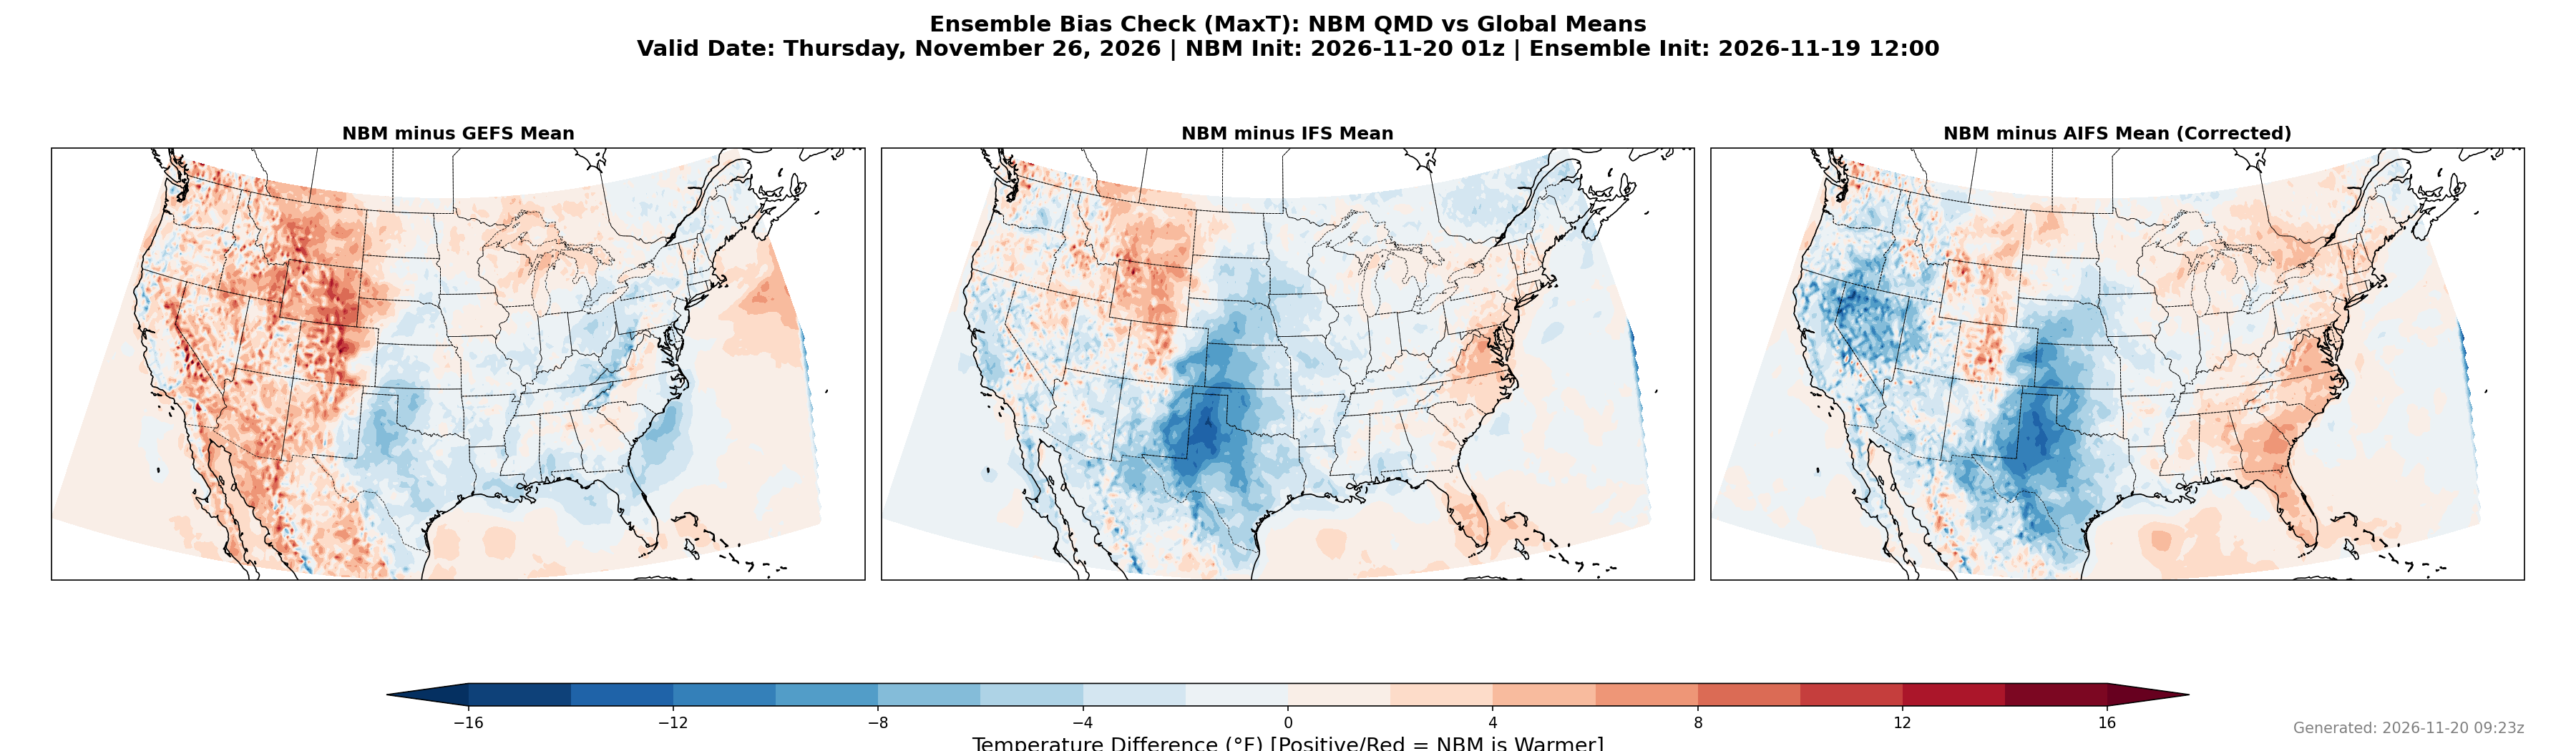 Ensemble Bias Check (MaxT): NBM QMD vs Global Means
Valid Date: Thursday, November 26, 2026 | NBM Init: 2026-11-20 01z | Ensemble Init: 2026-11-19 12:00
NBM minus GEFS Mean
NBM minus IFS Mean
NBM minus AIFS Mean (Corrected)
−16 −12 −8 −4 0 4 8 12 16
Temperature Difference (°F) [Positive/Red = NBM is Warmer]
Generated: 2026-11-20 09:23z